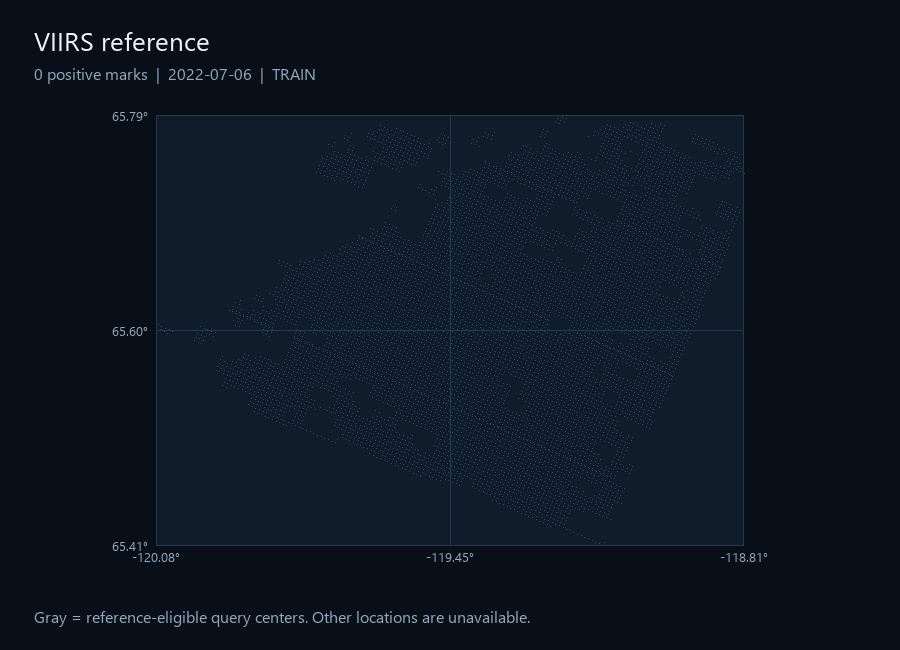 VIIRS reference
0 positive marks | 2022-07-06 | TRAIN
65.79°
65.60°
65.41°
-120.08°
-119.45°
-118.81°
Gray = reference-eligible query centers. Other locations are unavailable.